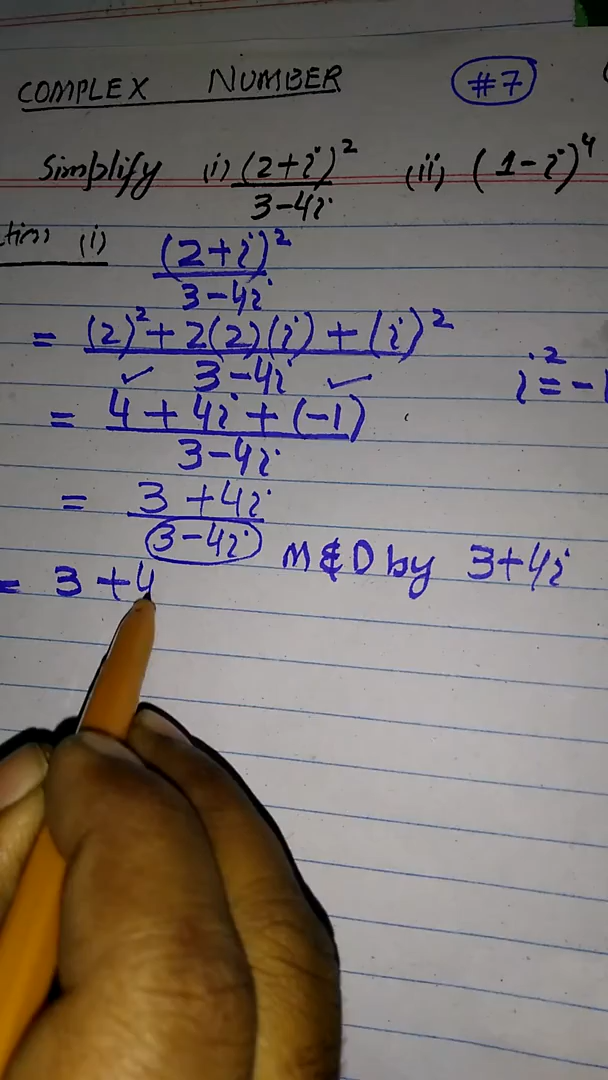 COMPLEX NUMBER #7
Simplify (i) (2+i)²/3-4i (ii) (1-i)⁴
(i) (2+i)²/3-4i
= (2)²+2(2)(i)+(i)²/3-4i
i²=-1
= 4+4i+(-1)/3-4i
= 3+4i/3-4i M&D by 3+4i
= 3+4